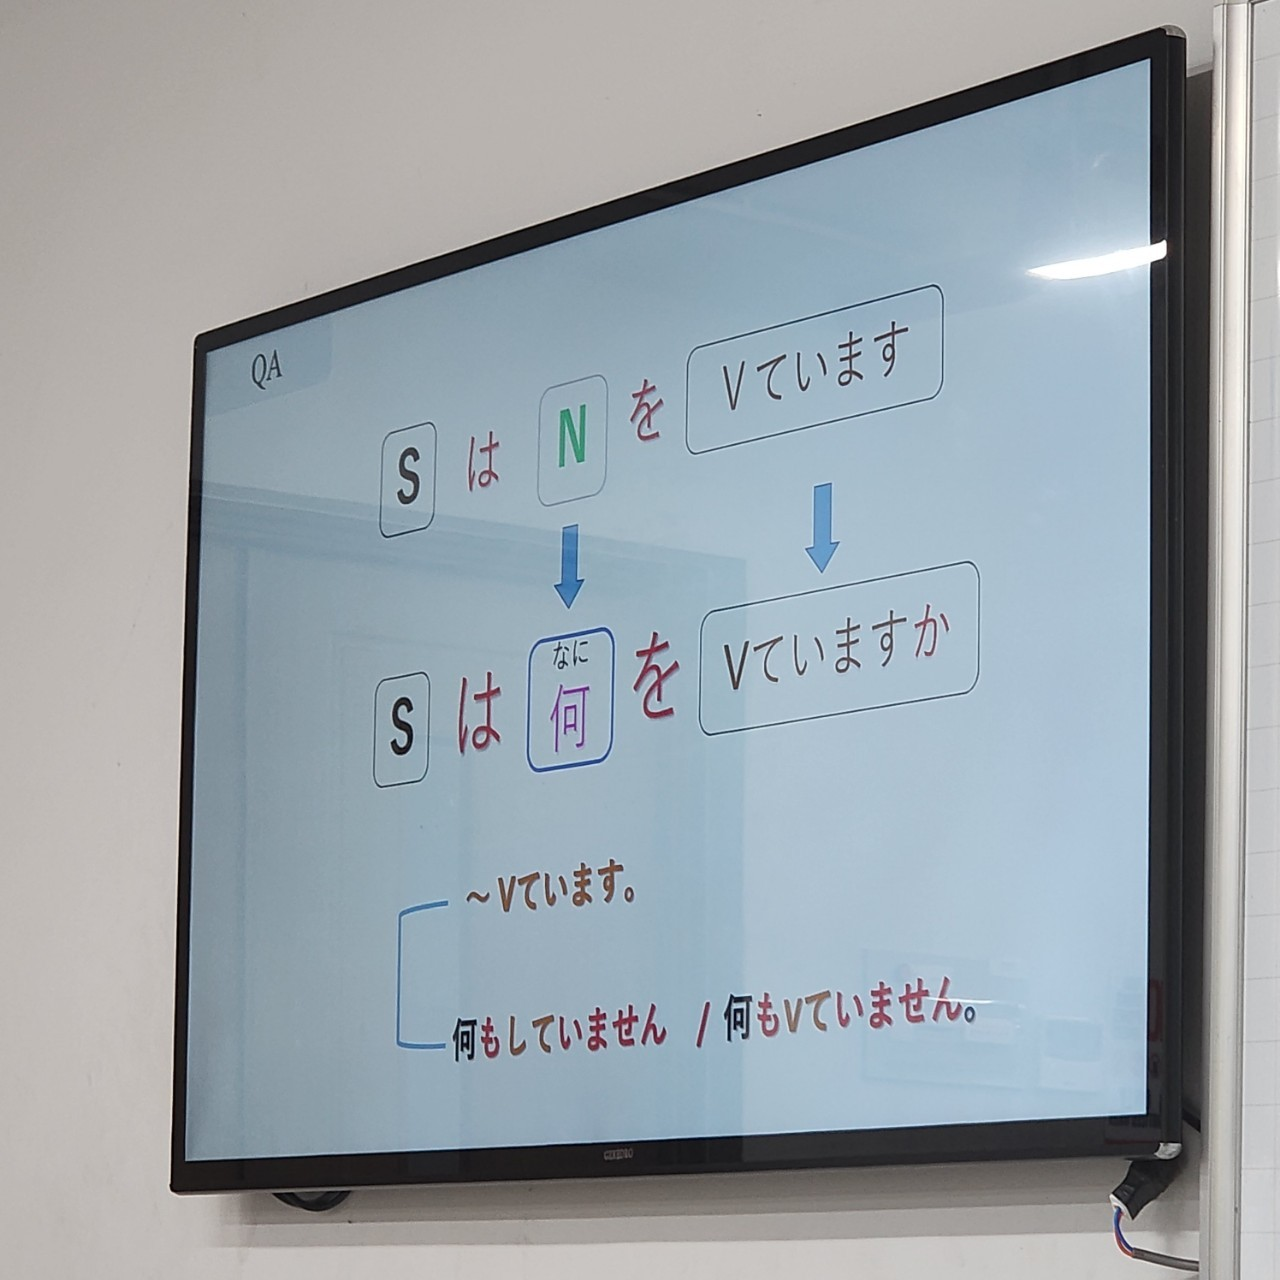 QA
S は N を Vています
なに
S は 何 を Vていますか
～Vています。
何もしていません / 何もVていません。